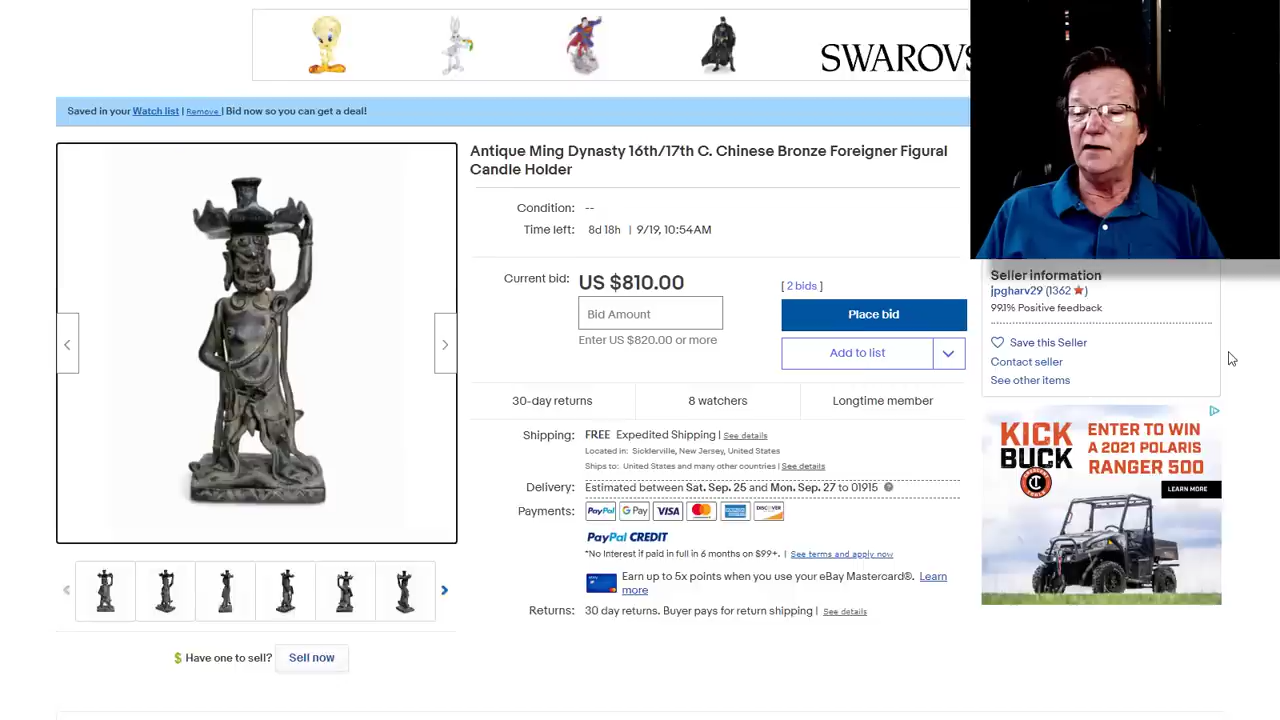 SWAROVS
Saved in your Watch list | Remove | Bid now so you can get a deal!
Antique Ming Dynasty 16th/17th C. Chinese Bronze Foreigner Figural
Candle Holder
Condition: --
Time left: 8d 18h | 9/19, 10:54AM
Current bid: US $810.00 [ 2 bids ]
Bid Amount
Place bid
Enter US $820.00 or more
Add to list
30-day returns
8 watchers
Longtime member
Shipping: FREE Expedited Shipping | See details
Located in: Sicklerville, New Jersey, United States
Ships to: United States and many other countries | See details
Delivery: Estimated between Sat. Sep. 25 and Mon. Sep. 27 to 01915
Payments: PayPal G Pay VISA DISCOVER
PayPal CREDIT
*No Interest if paid in full in 6 months on $99+. | See terms and apply now
Earn up to 5x points when you use your eBay Mastercard®. Learn
more
Returns: 30 day returns. Buyer pays for return shipping | See details
Seller information
jpgharv29 (1362)
99.1% Positive feedback
Save this Seller
Contact seller
See other items
KICK
BUCK
ENTER TO WIN
A 2021 POLARIS
RANGER 500
LEARN MORE
Have one to sell? Sell now